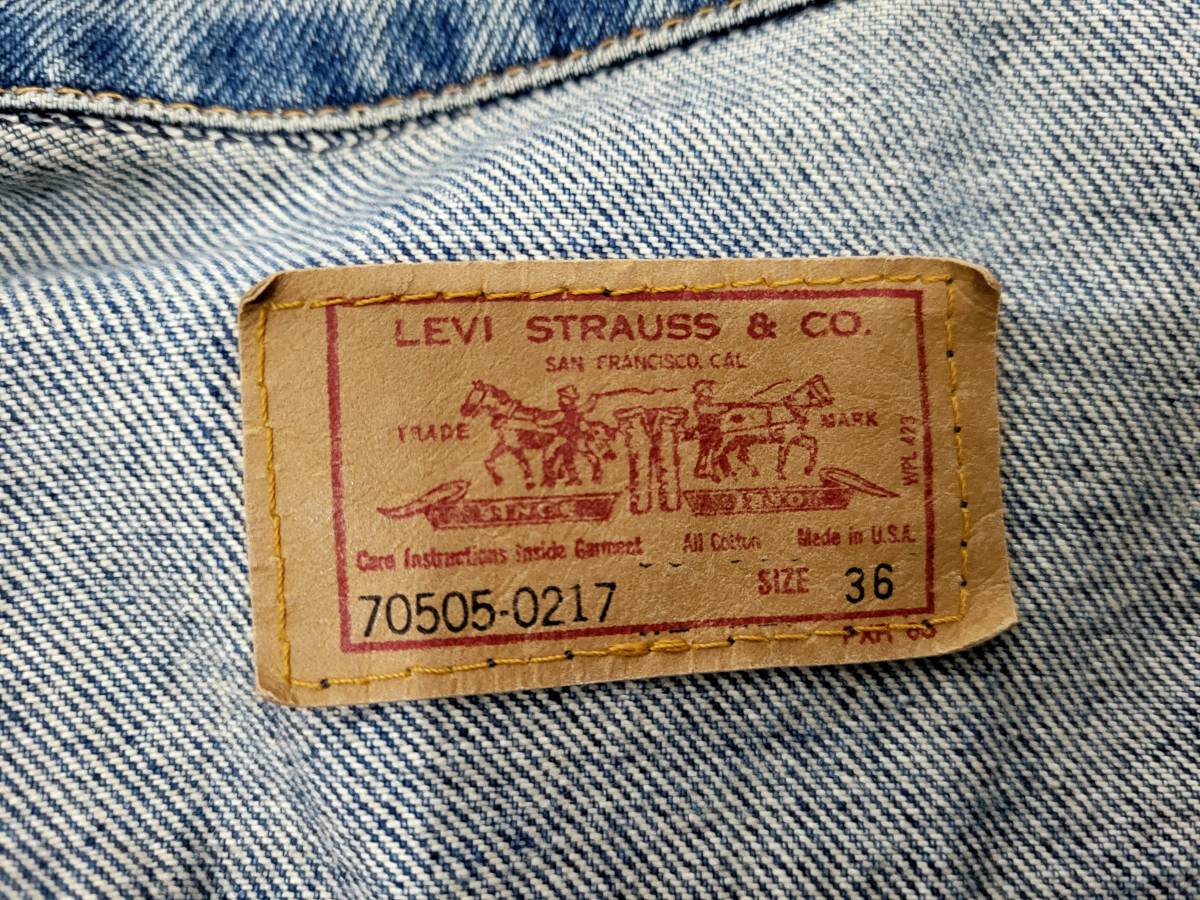 LEVI STRAUSS & CO.
SAN FRANCISCO, CAL
TRADE MARK
WPL 423
SINCE
Care Instructions Inside Garment All Cotton Made in U.S.A.
70505-0217 SIZE 36